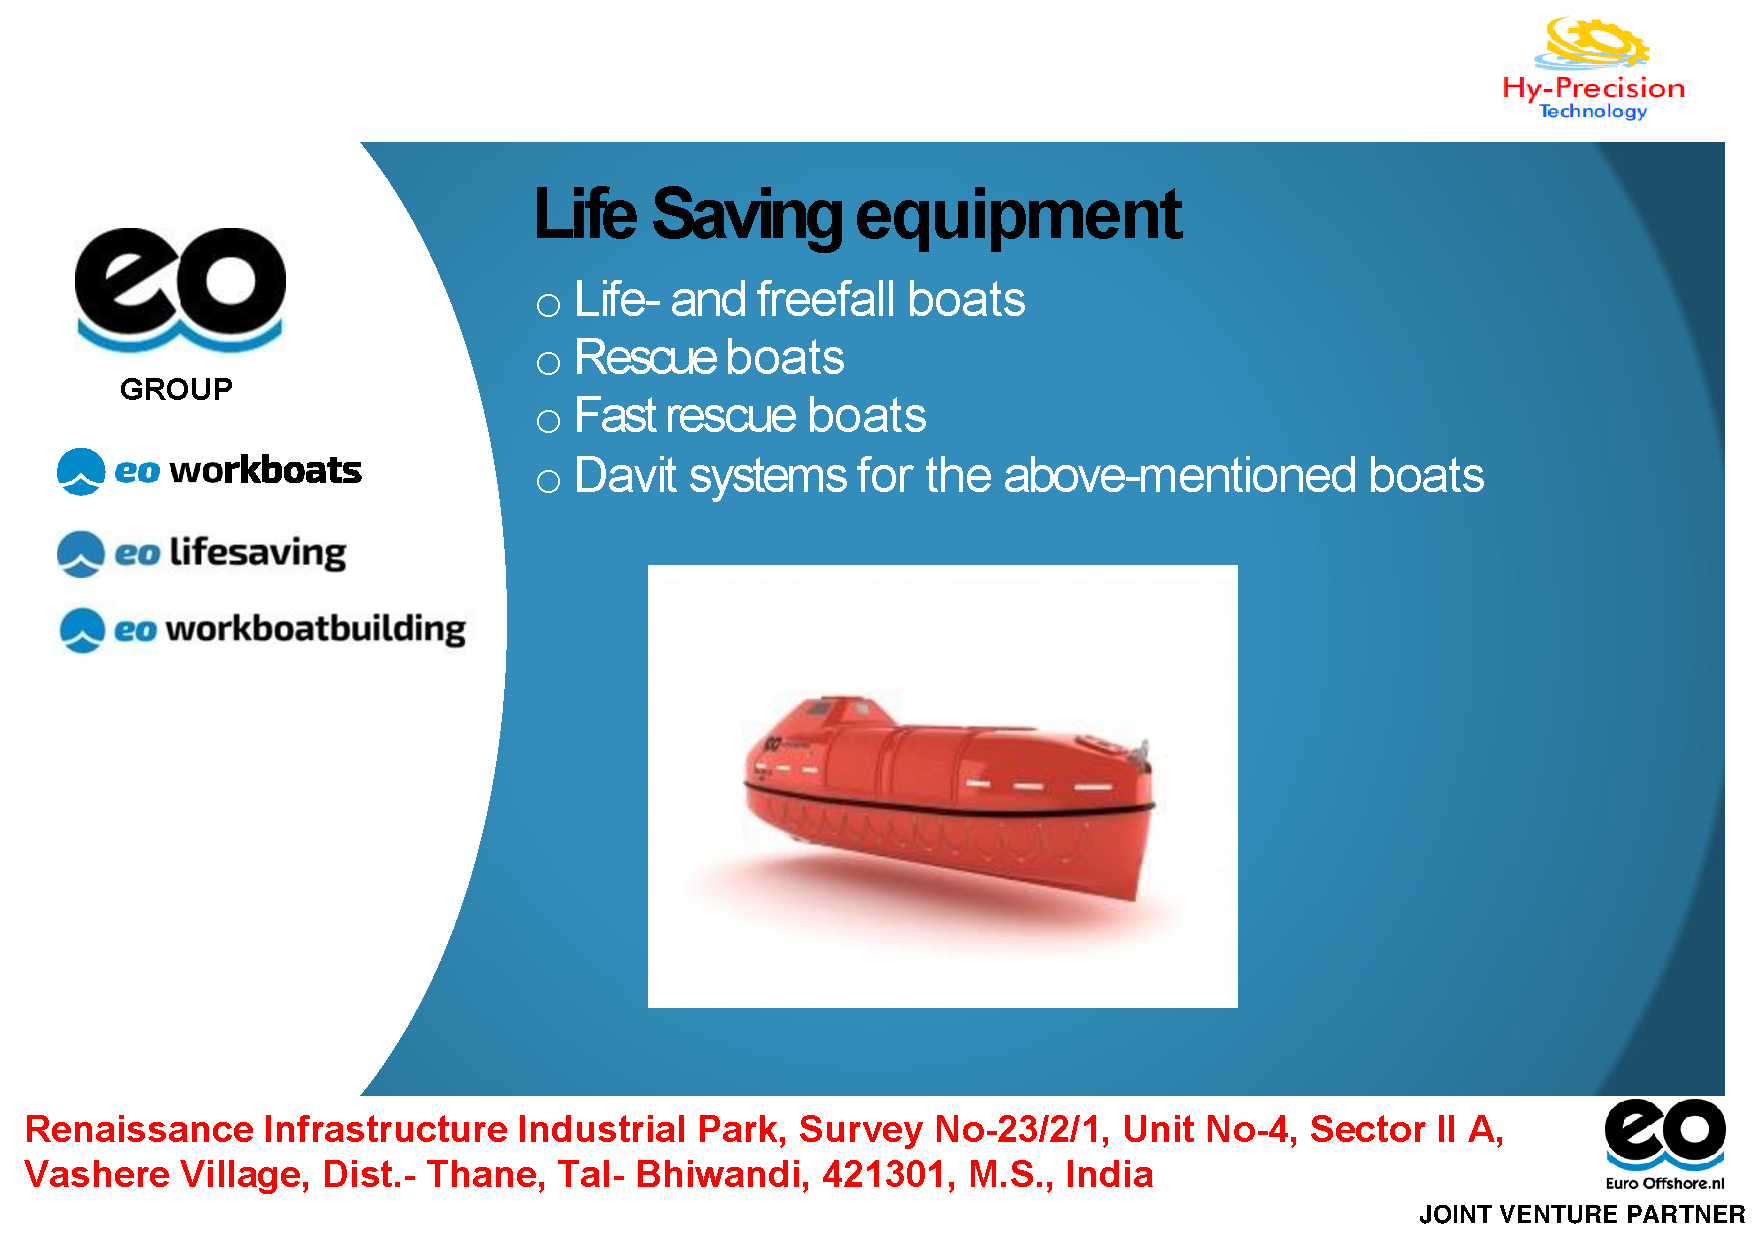 Hy-Precision
Technology
eo
GROUP
eo workboats
eo lifesaving
eo workboatbuilding
Life Saving equipment
o Life- and freefall boats
o Rescue boats
o Fast rescue boats
o Davit systems for the above-mentioned boats
eo
Renaissance Infrastructure Industrial Park, Survey No-23/2/1, Unit No-4, Sector II A,
Vashere Village, Dist.- Thane, Tal- Bhiwandi, 421301, M.S., India
eo
Euro Offshore.nl
JOINT VENTURE PARTNER